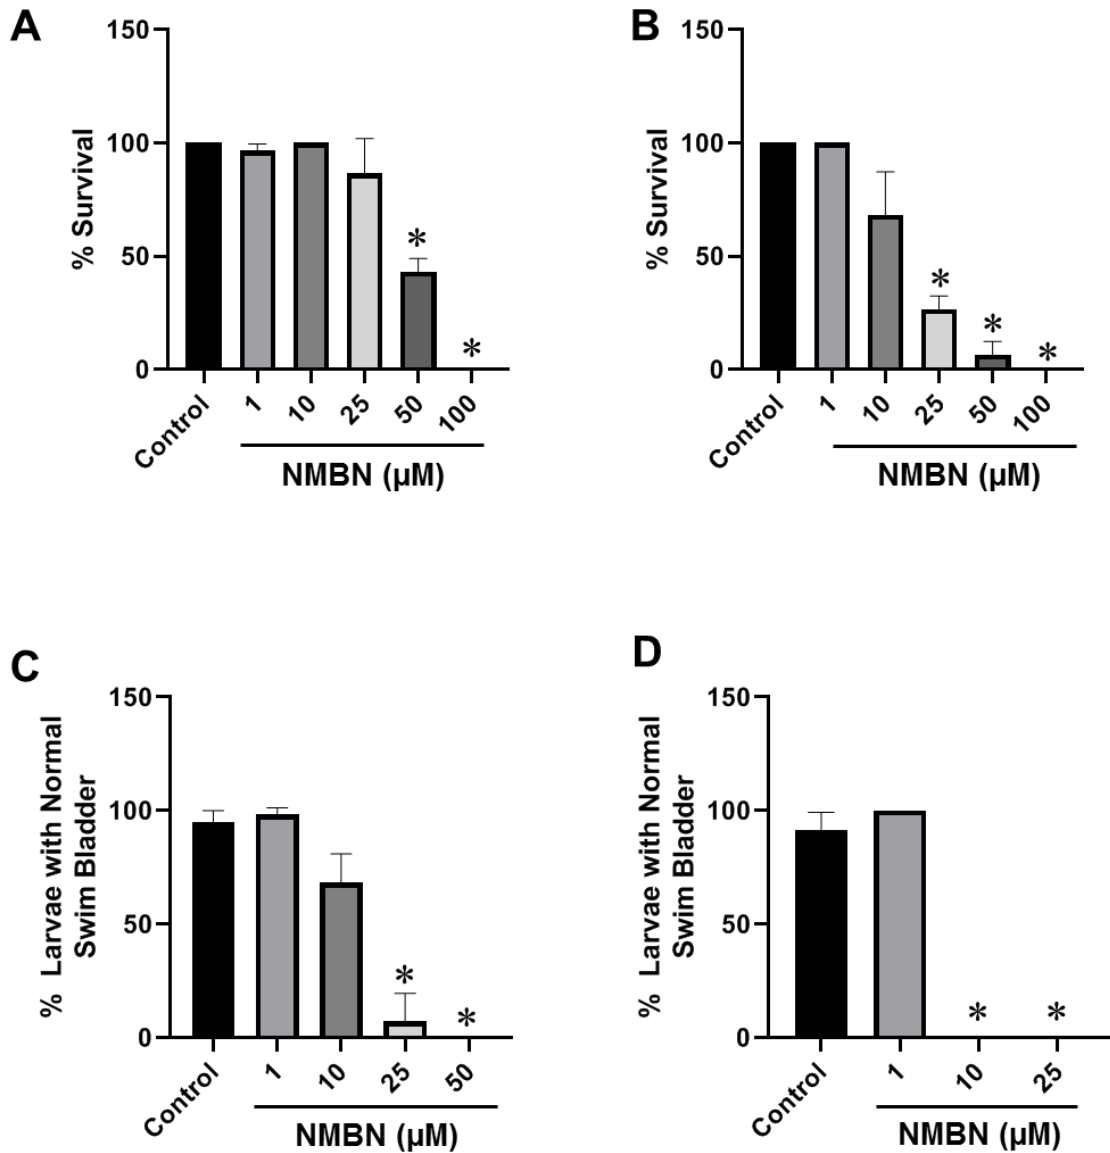 A
% Survival
150
100
50
0
*
*
Control
1
10
25
50
100
NMBN (µM)
B
% Survival
150
100
50
0
*
*
*
Control
1
10
25
50
100
NMBN (µM)
C
% Larvae with Normal
Swim Bladder
150
100
50
0
*
*
Control
1
10
25
50
NMBN (µM)
D
% Larvae with Normal
Swim Bladder
150
100
50
0
*
*
Control
1
10
25
NMBN (µM)